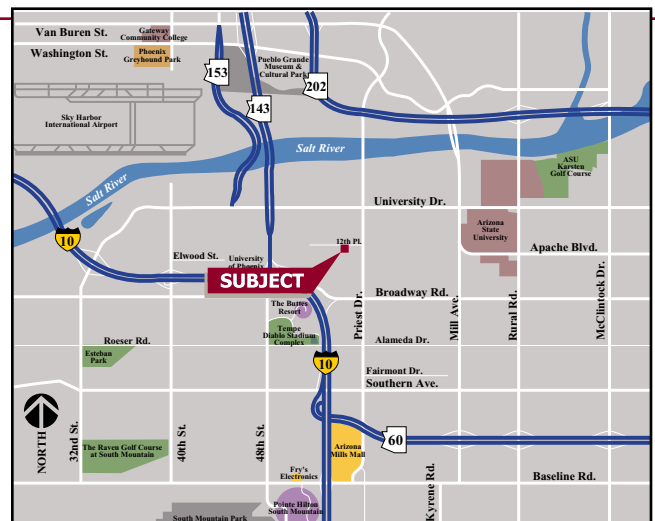 Van Buren St.
Gateway
Community College
Washington St.
Phoenix
Greyhound Park
153
143
Pueblo Grande
Museum &
Cultural Park
202
Sky Harbor
International Airport
Salt River
Salt River
ASU
Karsten
Golf Course
University Dr.
10
Arizona
State
University
12th Pl.
Elwood St.
University
of Phoenix
Apache Blvd.
SUBJECT
Broadway Rd.
Priest Dr.
Mill Ave.
Rural Rd.
McClintock Dr.
The Buttes
Resort
Tempe
Diablo Stadium
Complex
Roeser Rd.
Alameda Dr.
Esteban
Park
10
Fairmont Dr.
Southern Ave.
NORTH
32nd St.
40th St.
48th St.
The Raven Golf Course
at South Mountain
60
Arizona
Mills Mall
Fry's
Electronics
Baseline Rd.
Kyrene Rd.
Pointe Hilton
South Mountain
South Mountain Park